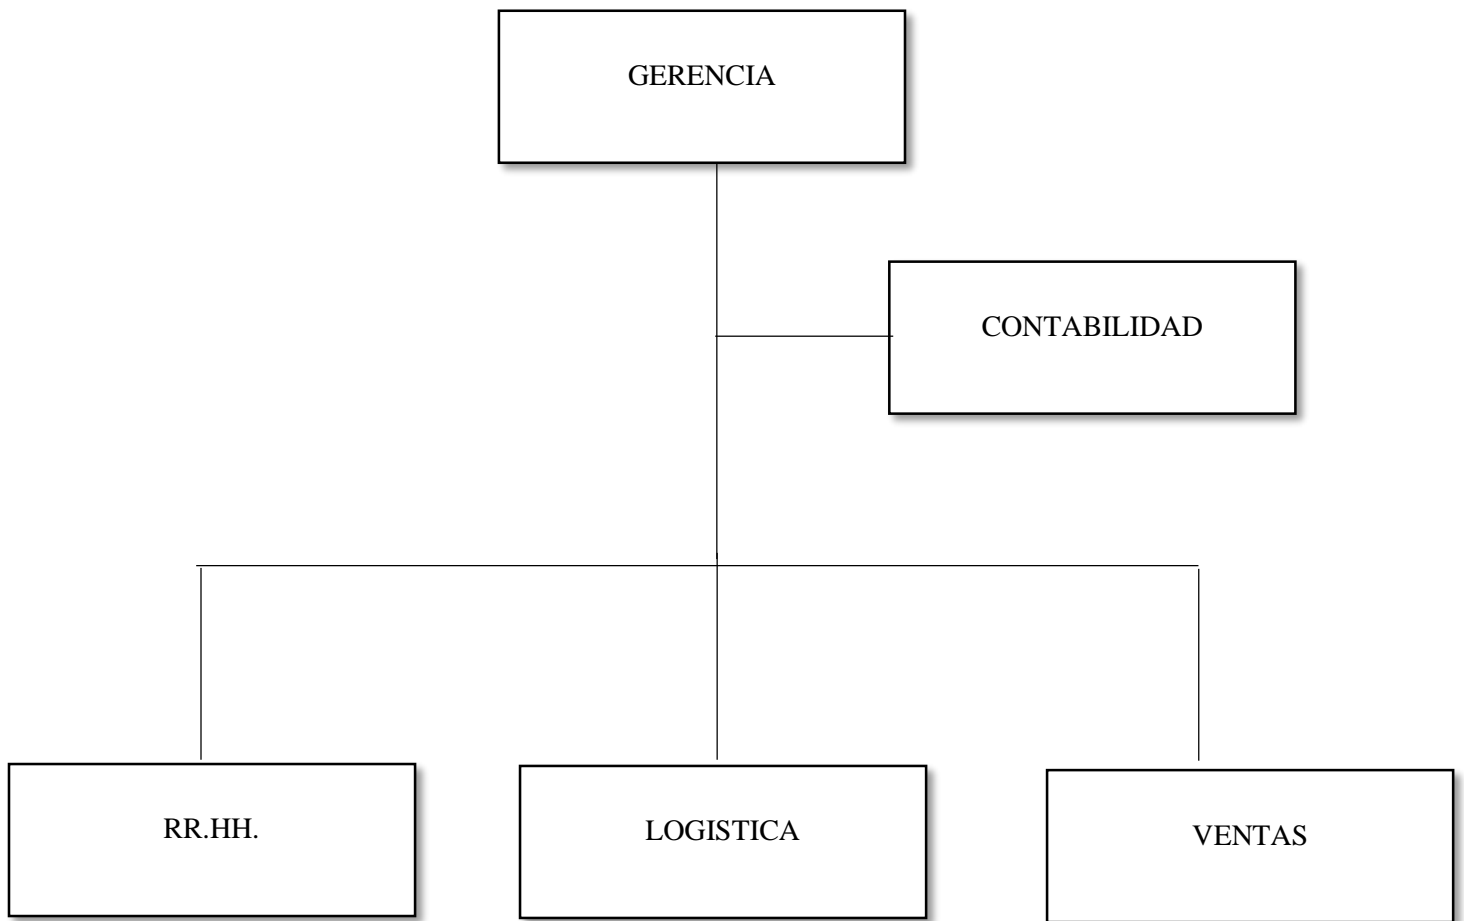 GERENCIA
CONTABILIDAD
RR.HH.
LOGISTICA
VENTAS